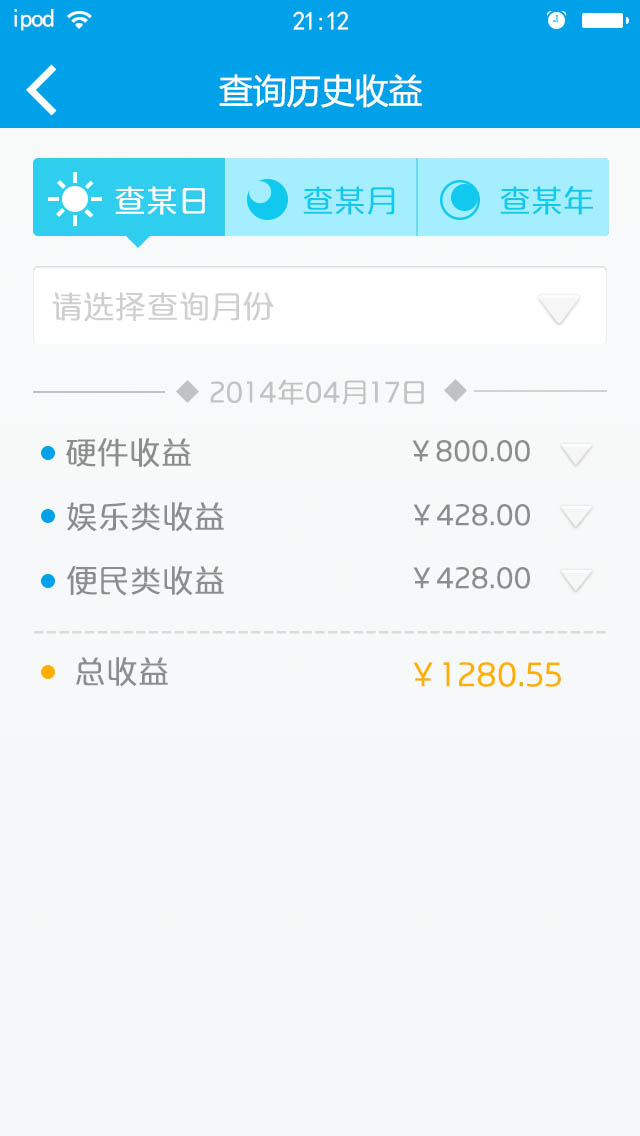 ipod 21:12
查询历史收益
查某日 查某月 查某年
请选择查询月份
2014年04月17日
硬件收益 ￥800.00
娱乐类收益 ￥428.00
便民类收益 ￥428.00
总收益 ￥1280.55